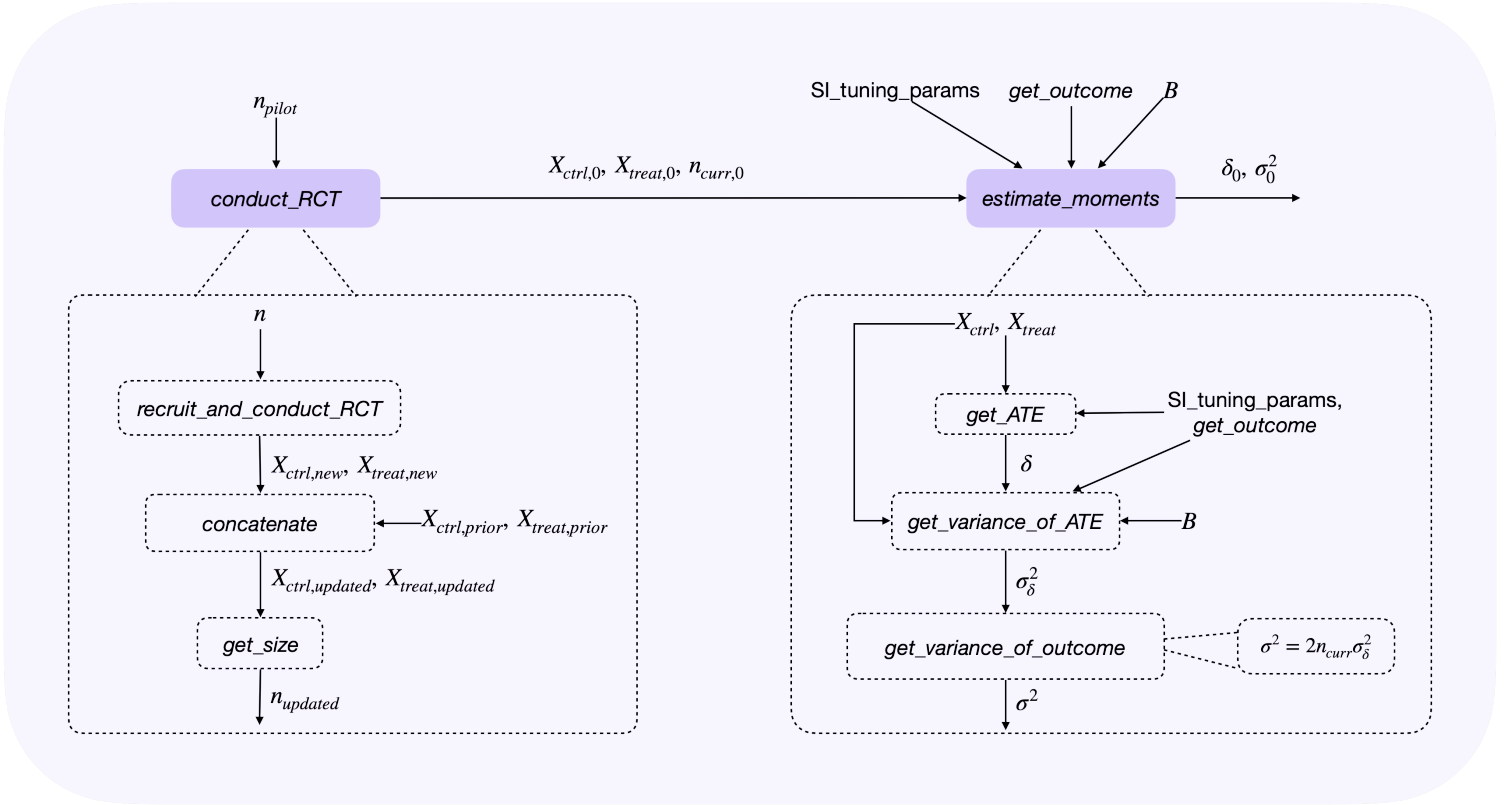 n_pilot
SI_tuning_params
get_outcome
B
conduct_RCT
X_ctrl,0, X_treat,0, n_curr,0
estimate_moments
δ_0, σ_0^2
n
recruit_and_conduct_RCT
X_ctrl,new, X_treat,new
concatenate
X_ctrl,prior, X_treat,prior
X_ctrl,updated, X_treat,updated
get_size
n_updated
X_ctrl, X_treat
get_ATE
SI_tuning_params,
get_outcome
δ
get_variance_of_ATE
B
σ_δ^2
get_variance_of_outcome
σ^2 = 2n_curr σ_δ^2
σ^2